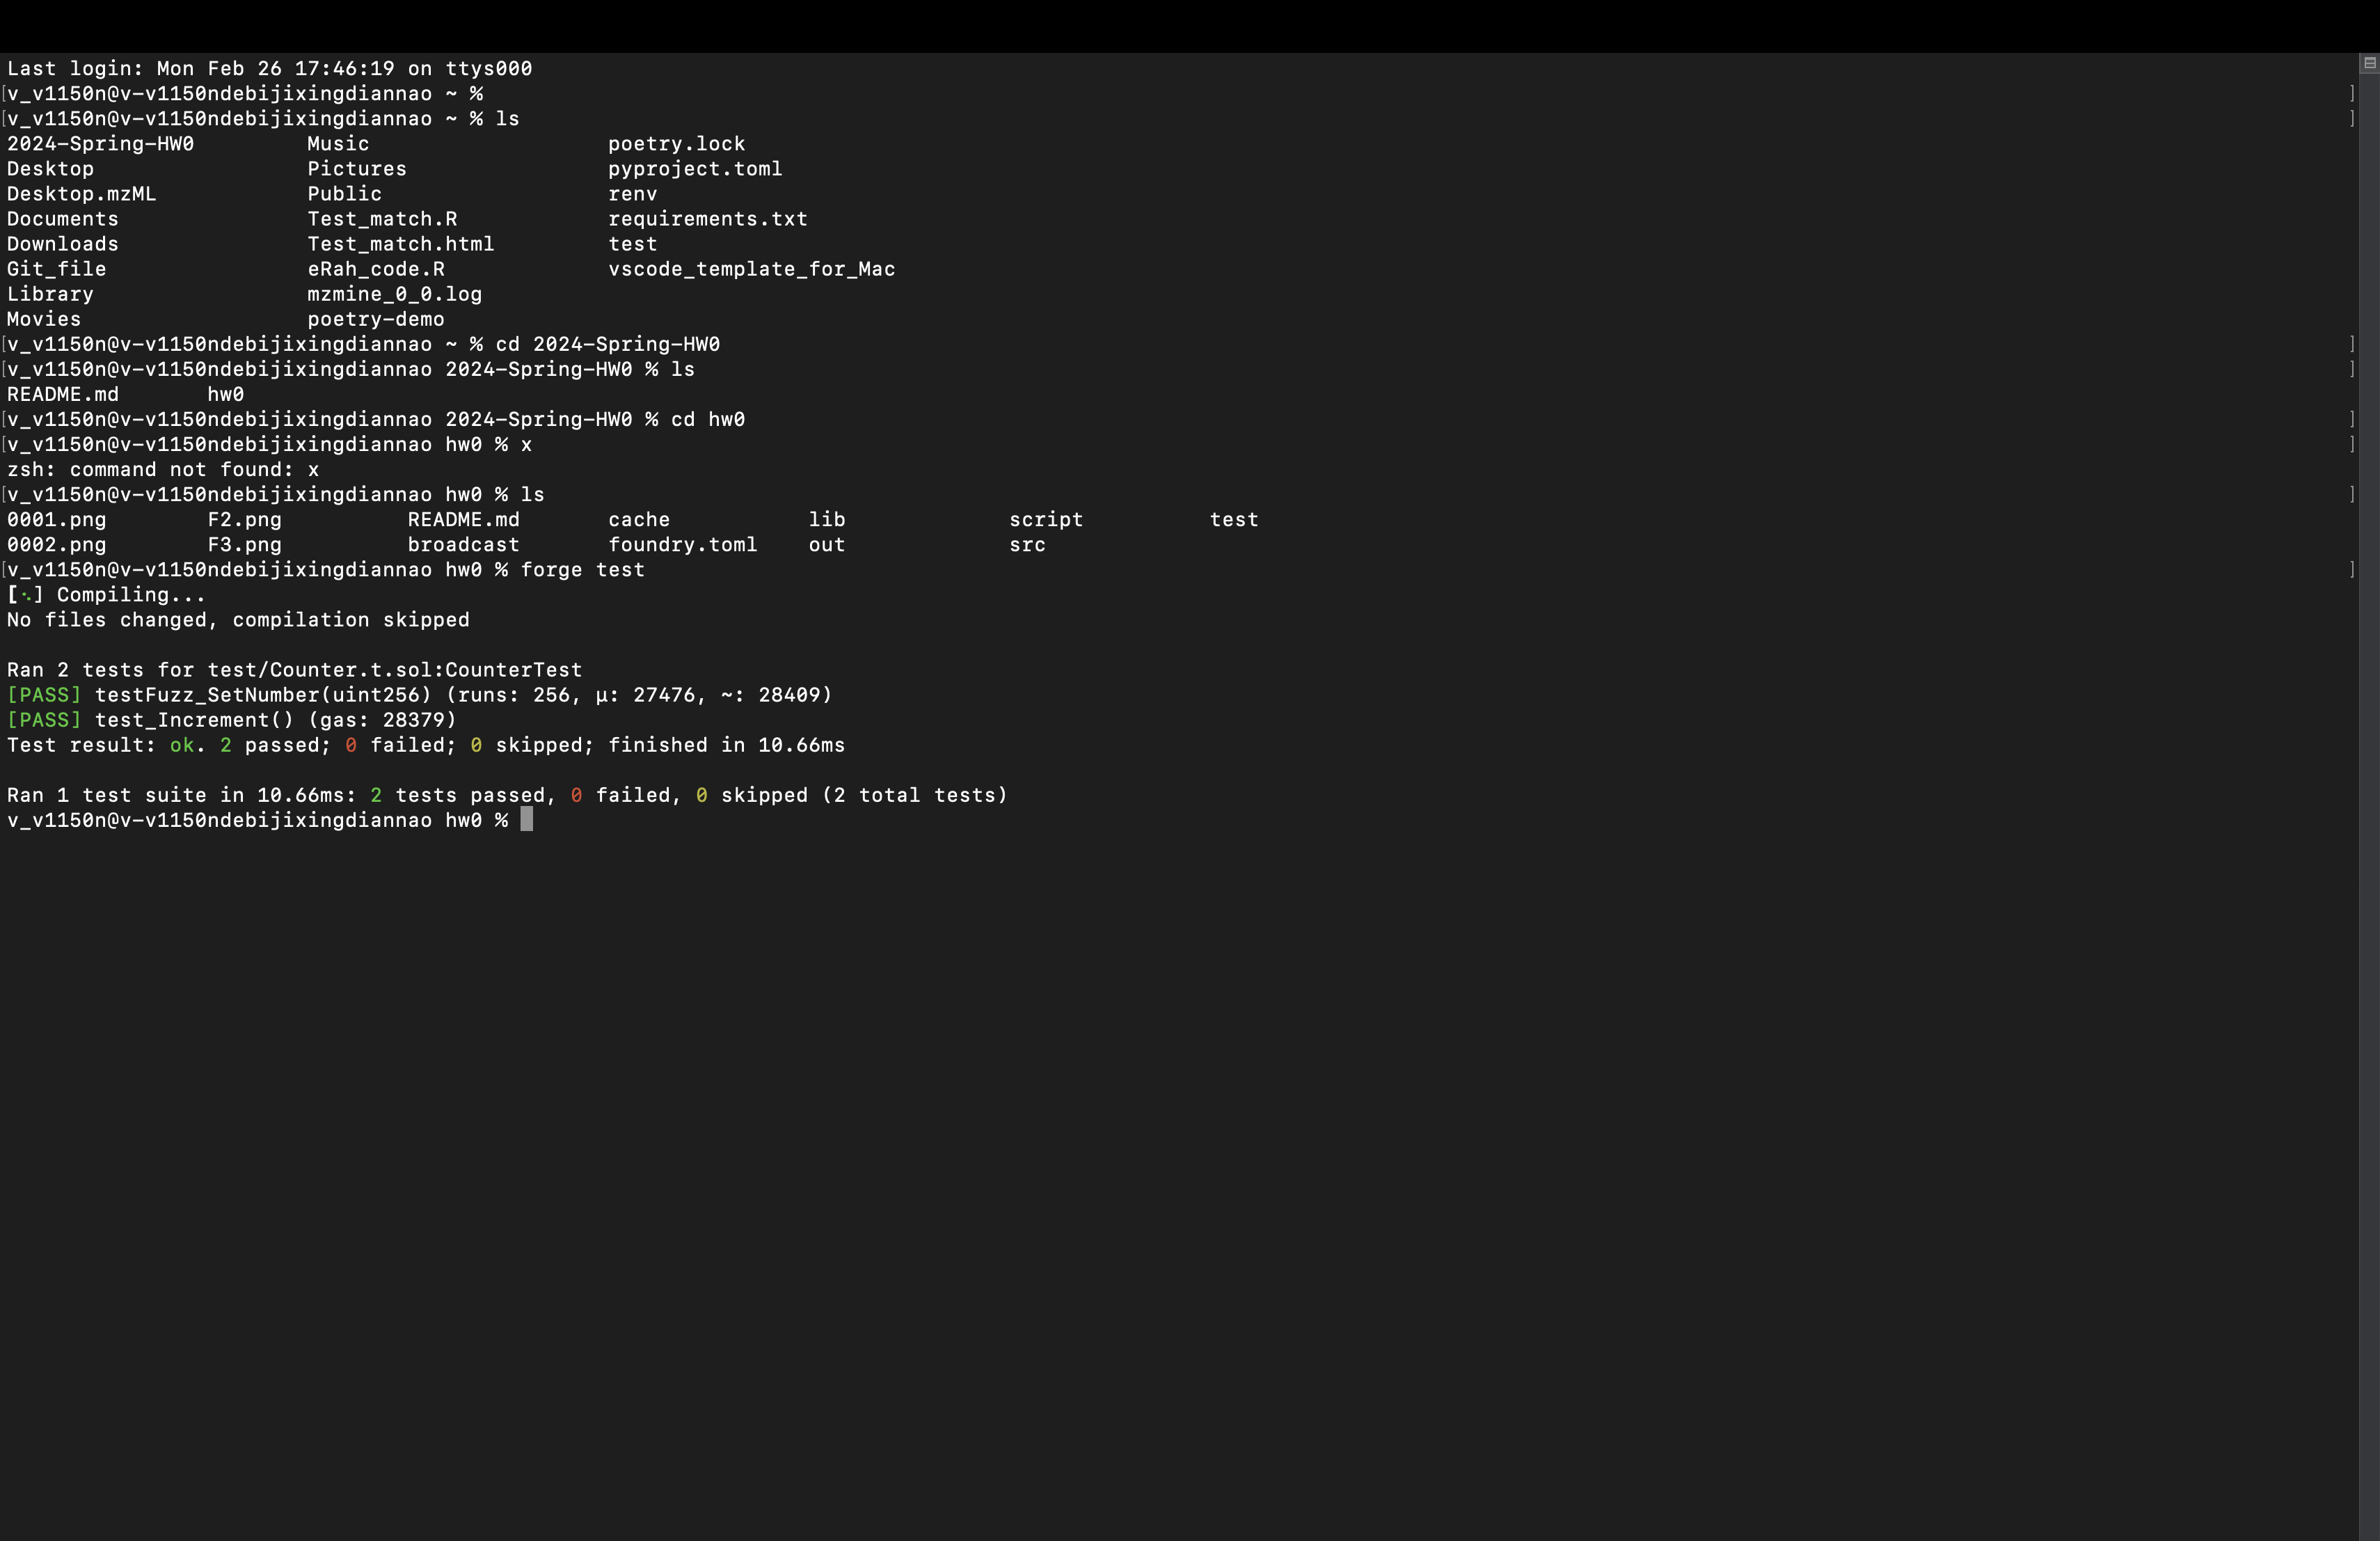 Last login: Mon Feb 26 17:46:19 on ttys000
[v_v1150n@v-v1150ndebijixingdiannao ~ % ]
[v_v1150n@v-v1150ndebijixingdiannao ~ % ls ]
2024-Spring-HW0 Music poetry.lock
Desktop Pictures pyproject.toml
Desktop.mzML Public renv
Documents Test_match.R requirements.txt
Downloads Test_match.html test
Git_file eRah_code.R vscode_template_for_Mac
Library mzmine_0_0.log
Movies poetry-demo
[v_v1150n@v-v1150ndebijixingdiannao ~ % cd 2024-Spring-HW0 ]
[v_v1150n@v-v1150ndebijixingdiannao 2024-Spring-HW0 % ls ]
README.md hw0
[v_v1150n@v-v1150ndebijixingdiannao 2024-Spring-HW0 % cd hw0 ]
[v_v1150n@v-v1150ndebijixingdiannao hw0 % x ]
zsh: command not found: x
[v_v1150n@v-v1150ndebijixingdiannao hw0 % ls ]
0001.png F2.png README.md cache lib script test
0002.png F3.png broadcast foundry.toml out src
[v_v1150n@v-v1150ndebijixingdiannao hw0 % forge test ]
[⠢] Compiling...
No files changed, compilation skipped
Ran 2 tests for test/Counter.t.sol:CounterTest
[PASS] testFuzz_SetNumber(uint256) (runs: 256, μ: 27476, ~: 28409)
[PASS] test_Increment() (gas: 28379)
Test result: ok. 2 passed; 0 failed; 0 skipped; finished in 10.66ms
Ran 1 test suite in 10.66ms: 2 tests passed, 0 failed, 0 skipped (2 total tests)
v_v1150n@v-v1150ndebijixingdiannao hw0 %